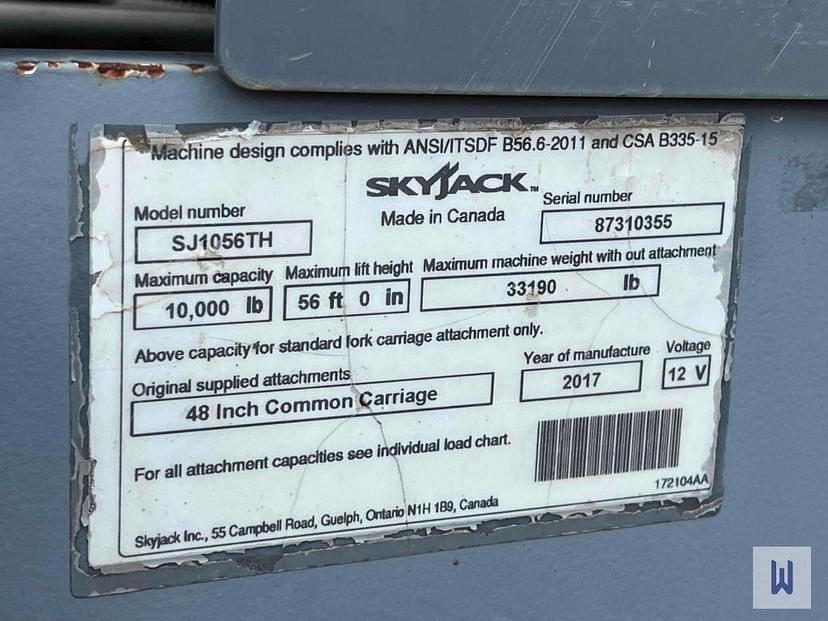 Machine design complies with ANSI/ITSDF B56.6-2011 and CSA B335-15
SKYJACK™
Made in Canada
Model number
SJ1056TH
Serial number
87310355
Maximum capacity
10,000 lb
Maximum lift height
56 ft 0 in
Maximum machine weight with out attachment
33190 lb
Above capacity for standard fork carriage attachment only.
Original supplied attachments
48 Inch Common Carriage
Year of manufacture
2017
Voltage
12 V
For all attachment capacities see individual load chart.
172104AA
Skyjack Inc., 55 Campbell Road, Guelph, Ontario N1H 1B9, Canada
W